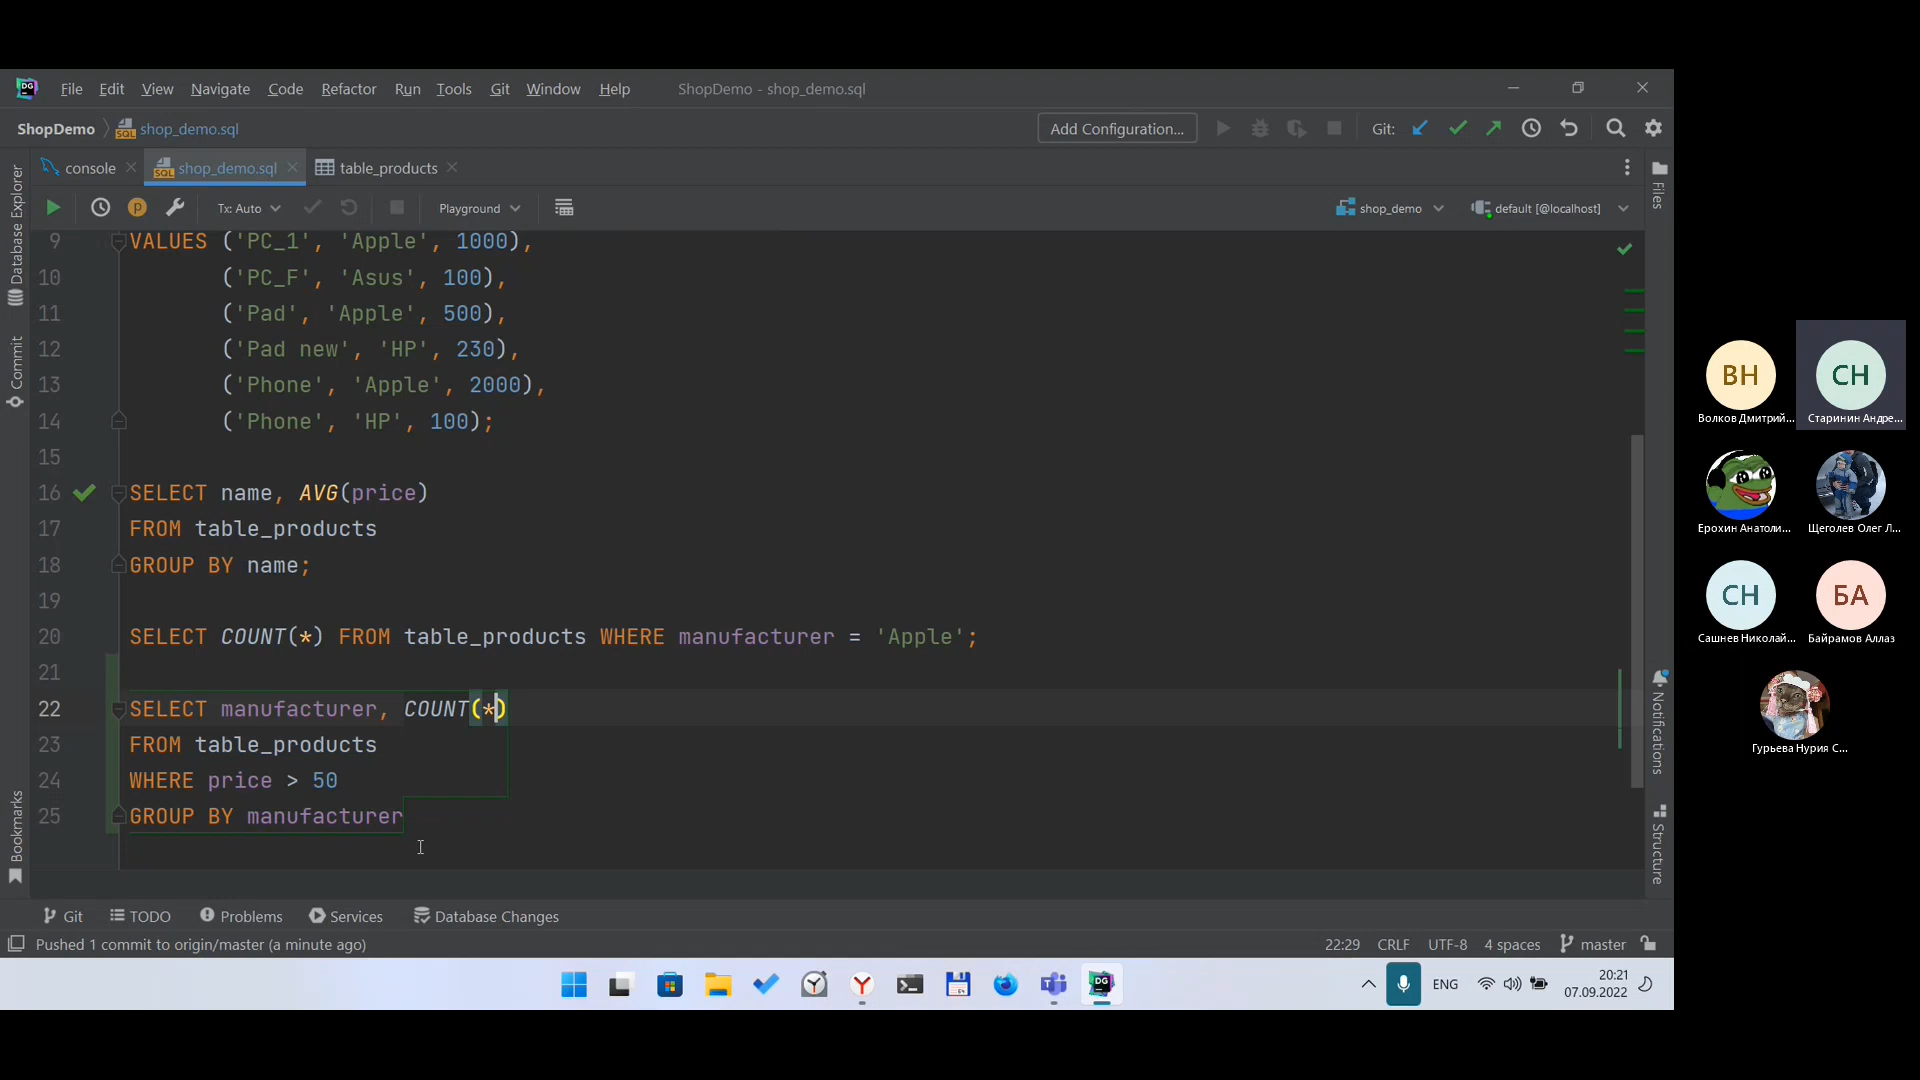 DG File Edit View Navigate Code Refactor Run Tools Git Window Help ShopDemo - shop_demo.sql
ShopDemo shop_demo.sql Add Configuration... Git:
console shop_demo.sql table_products
Tx: Auto Playground shop_demo default [@localhost]
Database Explorer
Commit
Bookmarks
Files
Notifications
Structure
9 VALUES ('PC_1', 'Apple', 1000),
10 ('PC_F', 'Asus', 100),
11 ('Pad', 'Apple', 500),
12 ('Pad new', 'HP', 230),
13 ('Phone', 'Apple', 2000),
14 ('Phone', 'HP', 100);
15
16 SELECT name, AVG(price)
17 FROM table_products
18 GROUP BY name;
19
20 SELECT COUNT(*) FROM table_products WHERE manufacturer = 'Apple';
21
22 SELECT manufacturer, COUNT(*)
23 FROM table_products
24 WHERE price > 50
25 GROUP BY manufacturer
Git TODO Problems Services Database Changes
Pushed 1 commit to origin/master (a minute ago) 22:29 CRLF UTF-8 4 spaces master
ENG 20:21
07.09.2022
ВН СН
Волков Дмитрий... Старинин Андре...
Ерохин Анатоли... Щеголев Олег Л...
СН БА
Сашнев Николай... Байрамов Аллаз
Гурьева Нурия С...